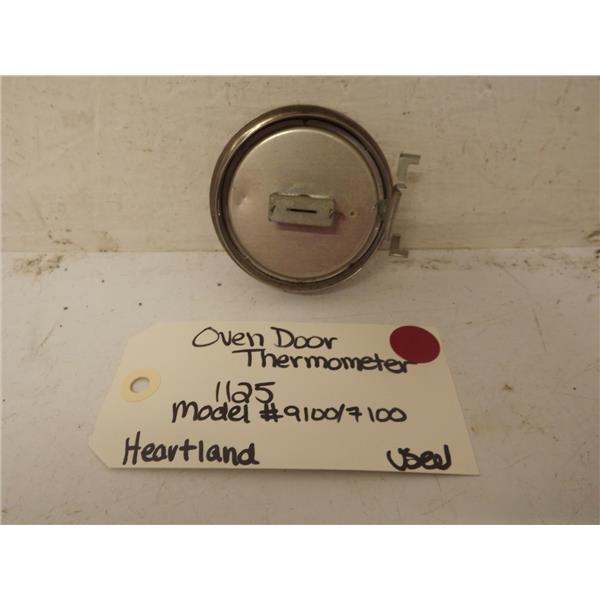 Oven Door
Thermometer
1125
Model #9100/7100
Heartland used